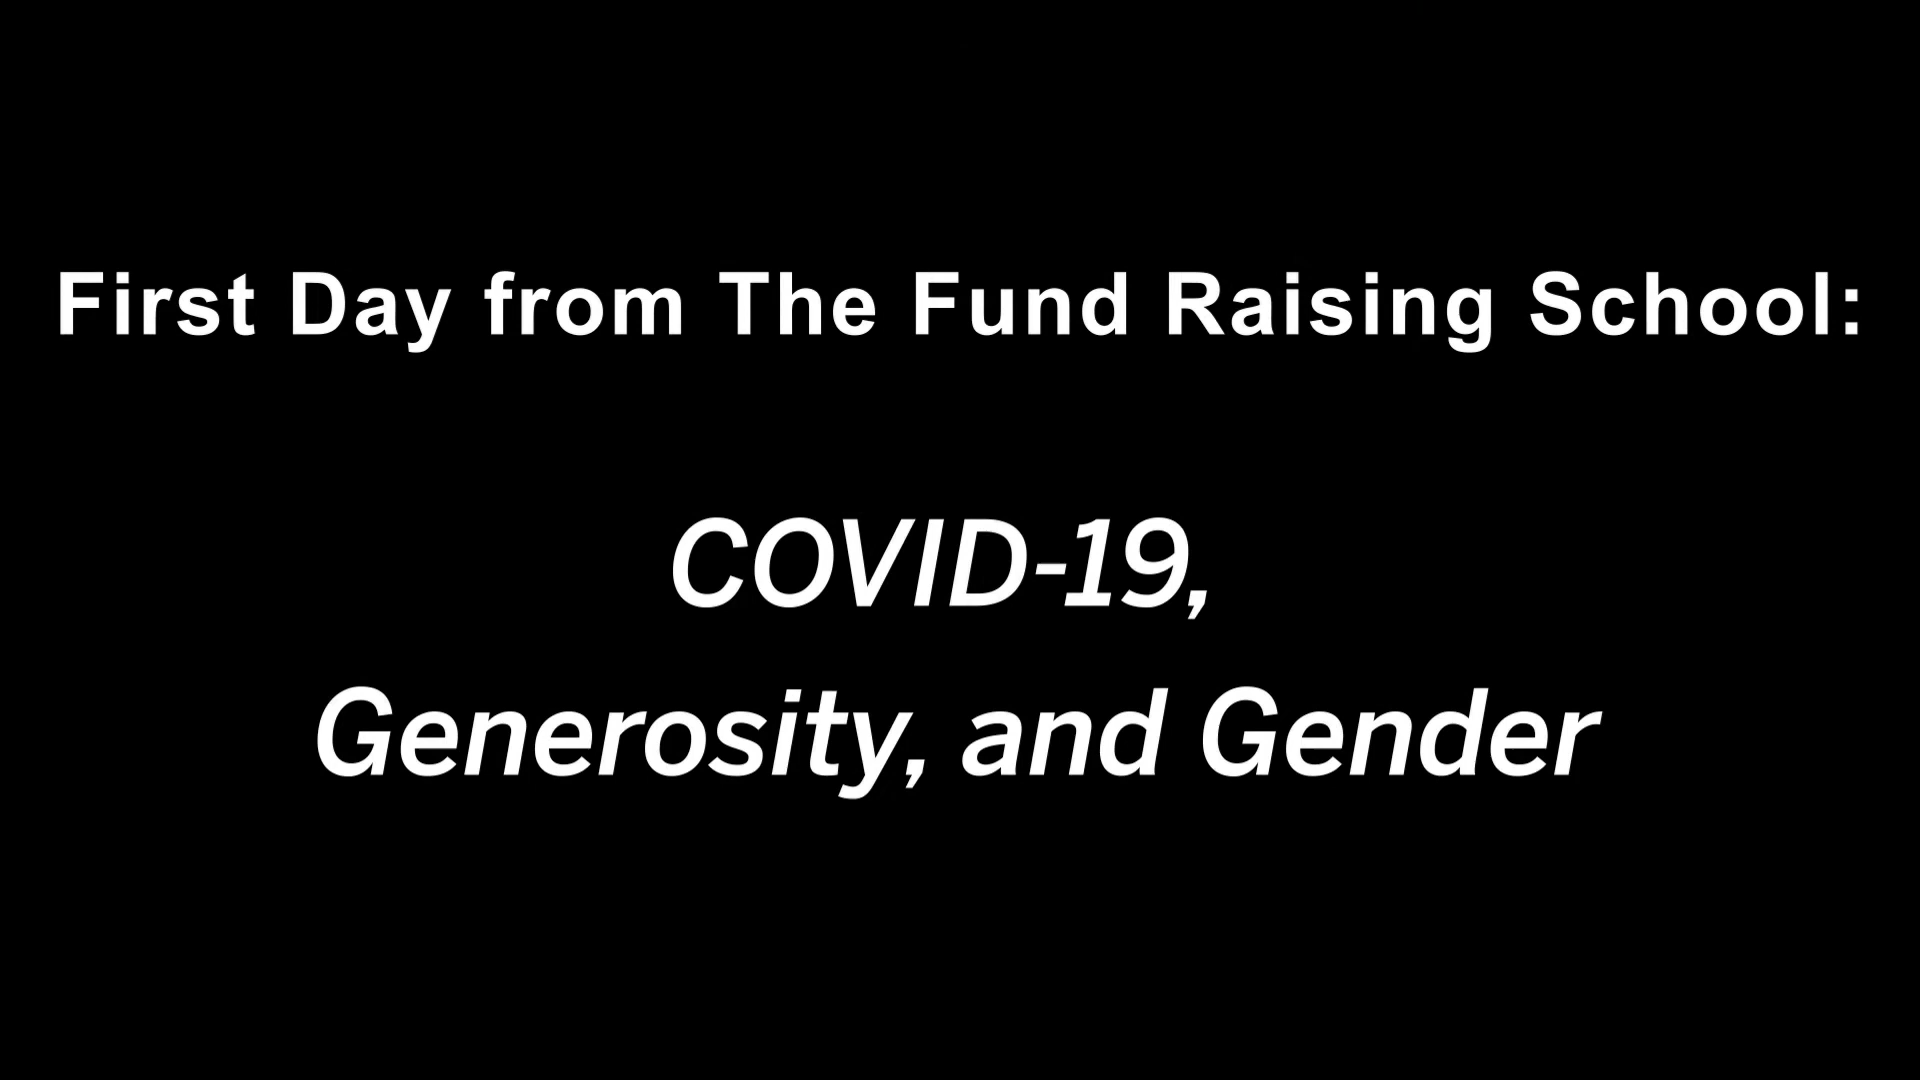 First Day from The Fund Raising School:
COVID-19,
Generosity, and Gender